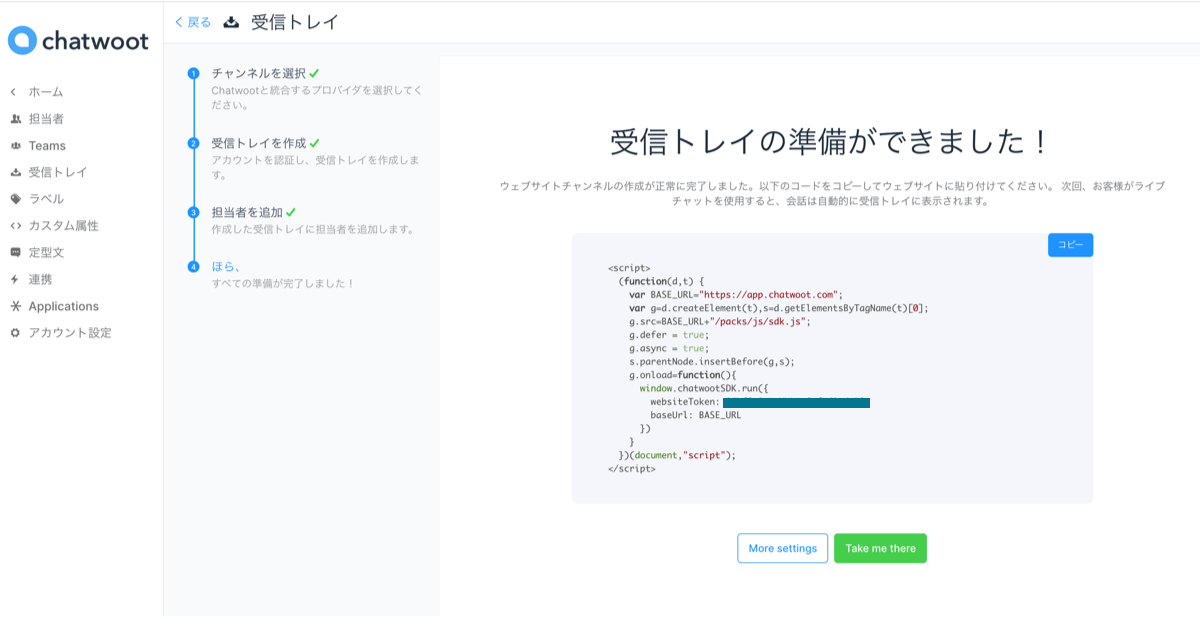 chatwoot
戻る 受信トレイ
ホーム
担当者
Teams
受信トレイ
ラベル
カスタム属性
定型文
連携
Applications
アカウント設定
1 チャンネルを選択
Chatwootと統合するプロバイダを選択してく
ださい。
2 受信トレイを作成
アカウントを認証し、受信トレイを作成しま
す。
3 担当者を追加
作成した受信トレイに担当者を追加します。
4 ほら、
すべての準備が完了しました！
受信トレイの準備ができました！
ウェブサイトチャンネルの作成が正常に完了しました。以下のコードをコピーしてウェブサイトに貼り付けてください。 次回、お客様がライブ
チャットを使用すると、会話は自動的に受信トレイに表示されます。
コピー
<script>
(function(d,t) {
var BASE_URL="https://app.chatwoot.com";
var g=d.createElement(t),s=d.getElementsByTagName(t)[0];
g.src=BASE_URL+"/packs/js/sdk.js";
g.defer = true;
g.async = true;
s.parentNode.insertBefore(g,s);
g.onload=function(){
window.chatwootSDK.run({
websiteToken:
baseUrl: BASE_URL
})
}
})(document,"script");
</script>
More settings
Take me there